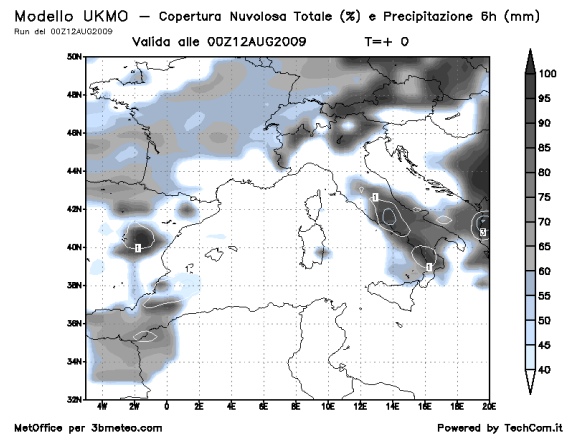 Modello UKMO – Copertura Nuvolosa Totale (%) e Precipitazione 6h (mm)
Run del 00Z12AUG2009
Valida alle 00Z12AUG2009 T=+ 0
50N
48N
46N
44N
42N
40N
38N
36N
34N
32N
4W 2W 0 2E 4E 6E 8E 10E 12E 14E 16E 18E 20E
100
95
90
85
80
75
70
65
60
55
50
45
40
1
1
1
3
MetOffice per 3bmeteo.com
Powered by TechCom.it